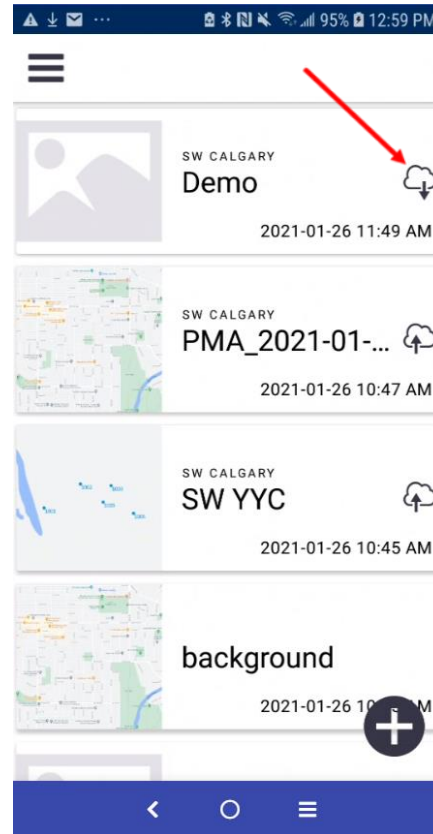 95% 12:59 PM
SW CALGARY
Demo
2021-01-26 11:49 AM
SW CALGARY
PMA_2021-01-...
2021-01-26 10:47 AM
SW CALGARY
SW YYC
2021-01-26 10:45 AM
background
2021-01-26